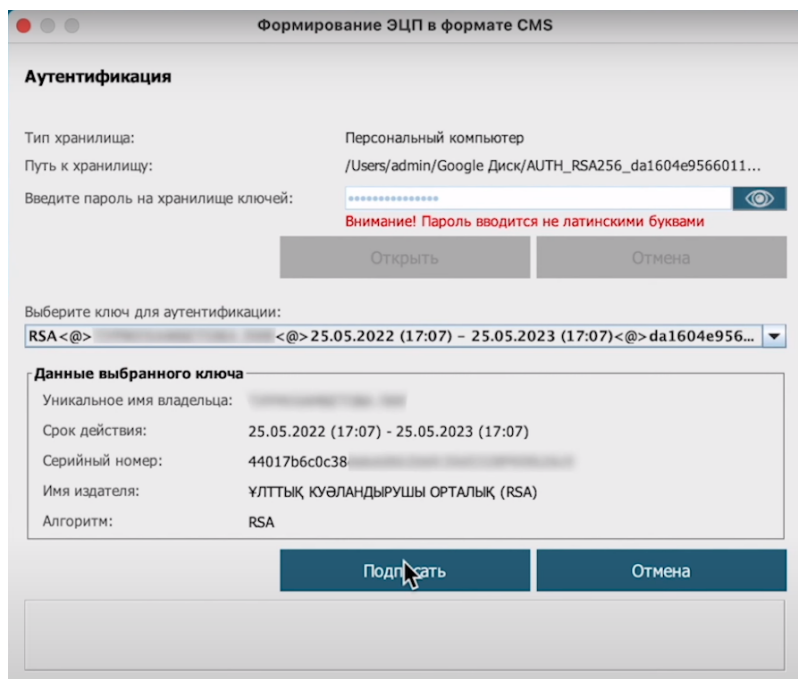 Формирование ЭЦП в формате CMS
Аутентификация
Тип хранилища: Персональный компьютер
Путь к хранилищу: /Users/admin/Google Диск/AUTH_RSA256_da1604e9566011...
Введите пароль на хранилище ключей:
Внимание! Пароль вводится не латинскими буквами
Открыть Отмена
Выберите ключ для аутентификации:
RSA<@> <@>25.05.2022 (17:07) – 25.05.2023 (17:07)<@>da1604e956...
Данные выбранного ключа
Уникальное имя владельца:
Срок действия: 25.05.2022 (17:07) - 25.05.2023 (17:07)
Серийный номер: 44017b6c0c38
Имя издателя: ҰЛТТЫҚ КУӘЛАНДЫРУШЫ ОРТАЛЫҚ (RSA)
Алгоритм: RSA
Подписать Отмена